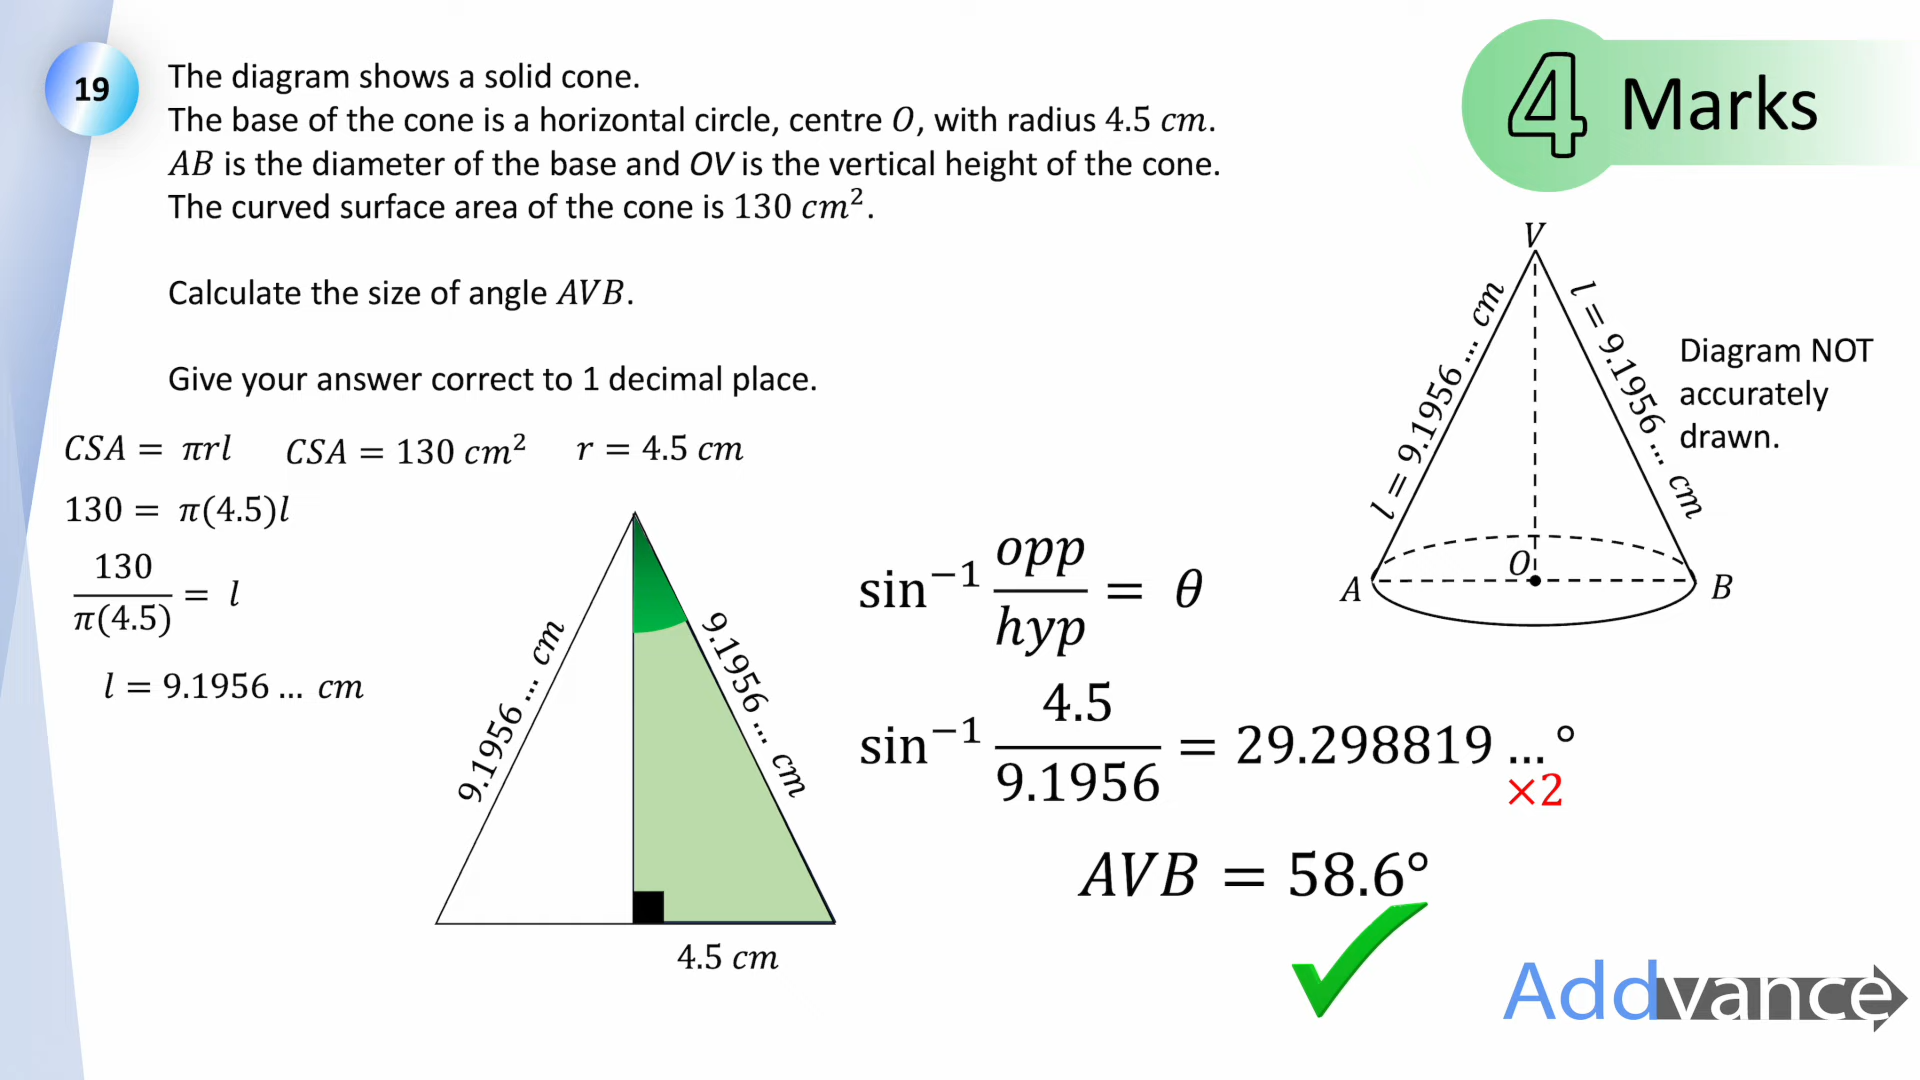 19
The diagram shows a solid cone.
The base of the cone is a horizontal circle, centre O, with radius 4.5 cm.
AB is the diameter of the base and OV is the vertical height of the cone.
The curved surface area of the cone is 130 cm².
Calculate the size of angle AVB.
Give your answer correct to 1 decimal place.
4 Marks
V
l = 9.1956 ... cm
l = 9.1956 ... cm
Diagram NOT
accurately
drawn.
O
A
B
CSA = πrl
CSA = 130 cm²
r = 4.5 cm
130 = π(4.5)l
130/π(4.5) = l
l = 9.1956 ... cm
9.1956 ... cm
9.1956 ... cm
4.5 cm
sin⁻¹ opp/hyp = θ
sin⁻¹ 4.5/9.1956 = 29.298819 ...°
×2
AVB = 58.6°
Addvance